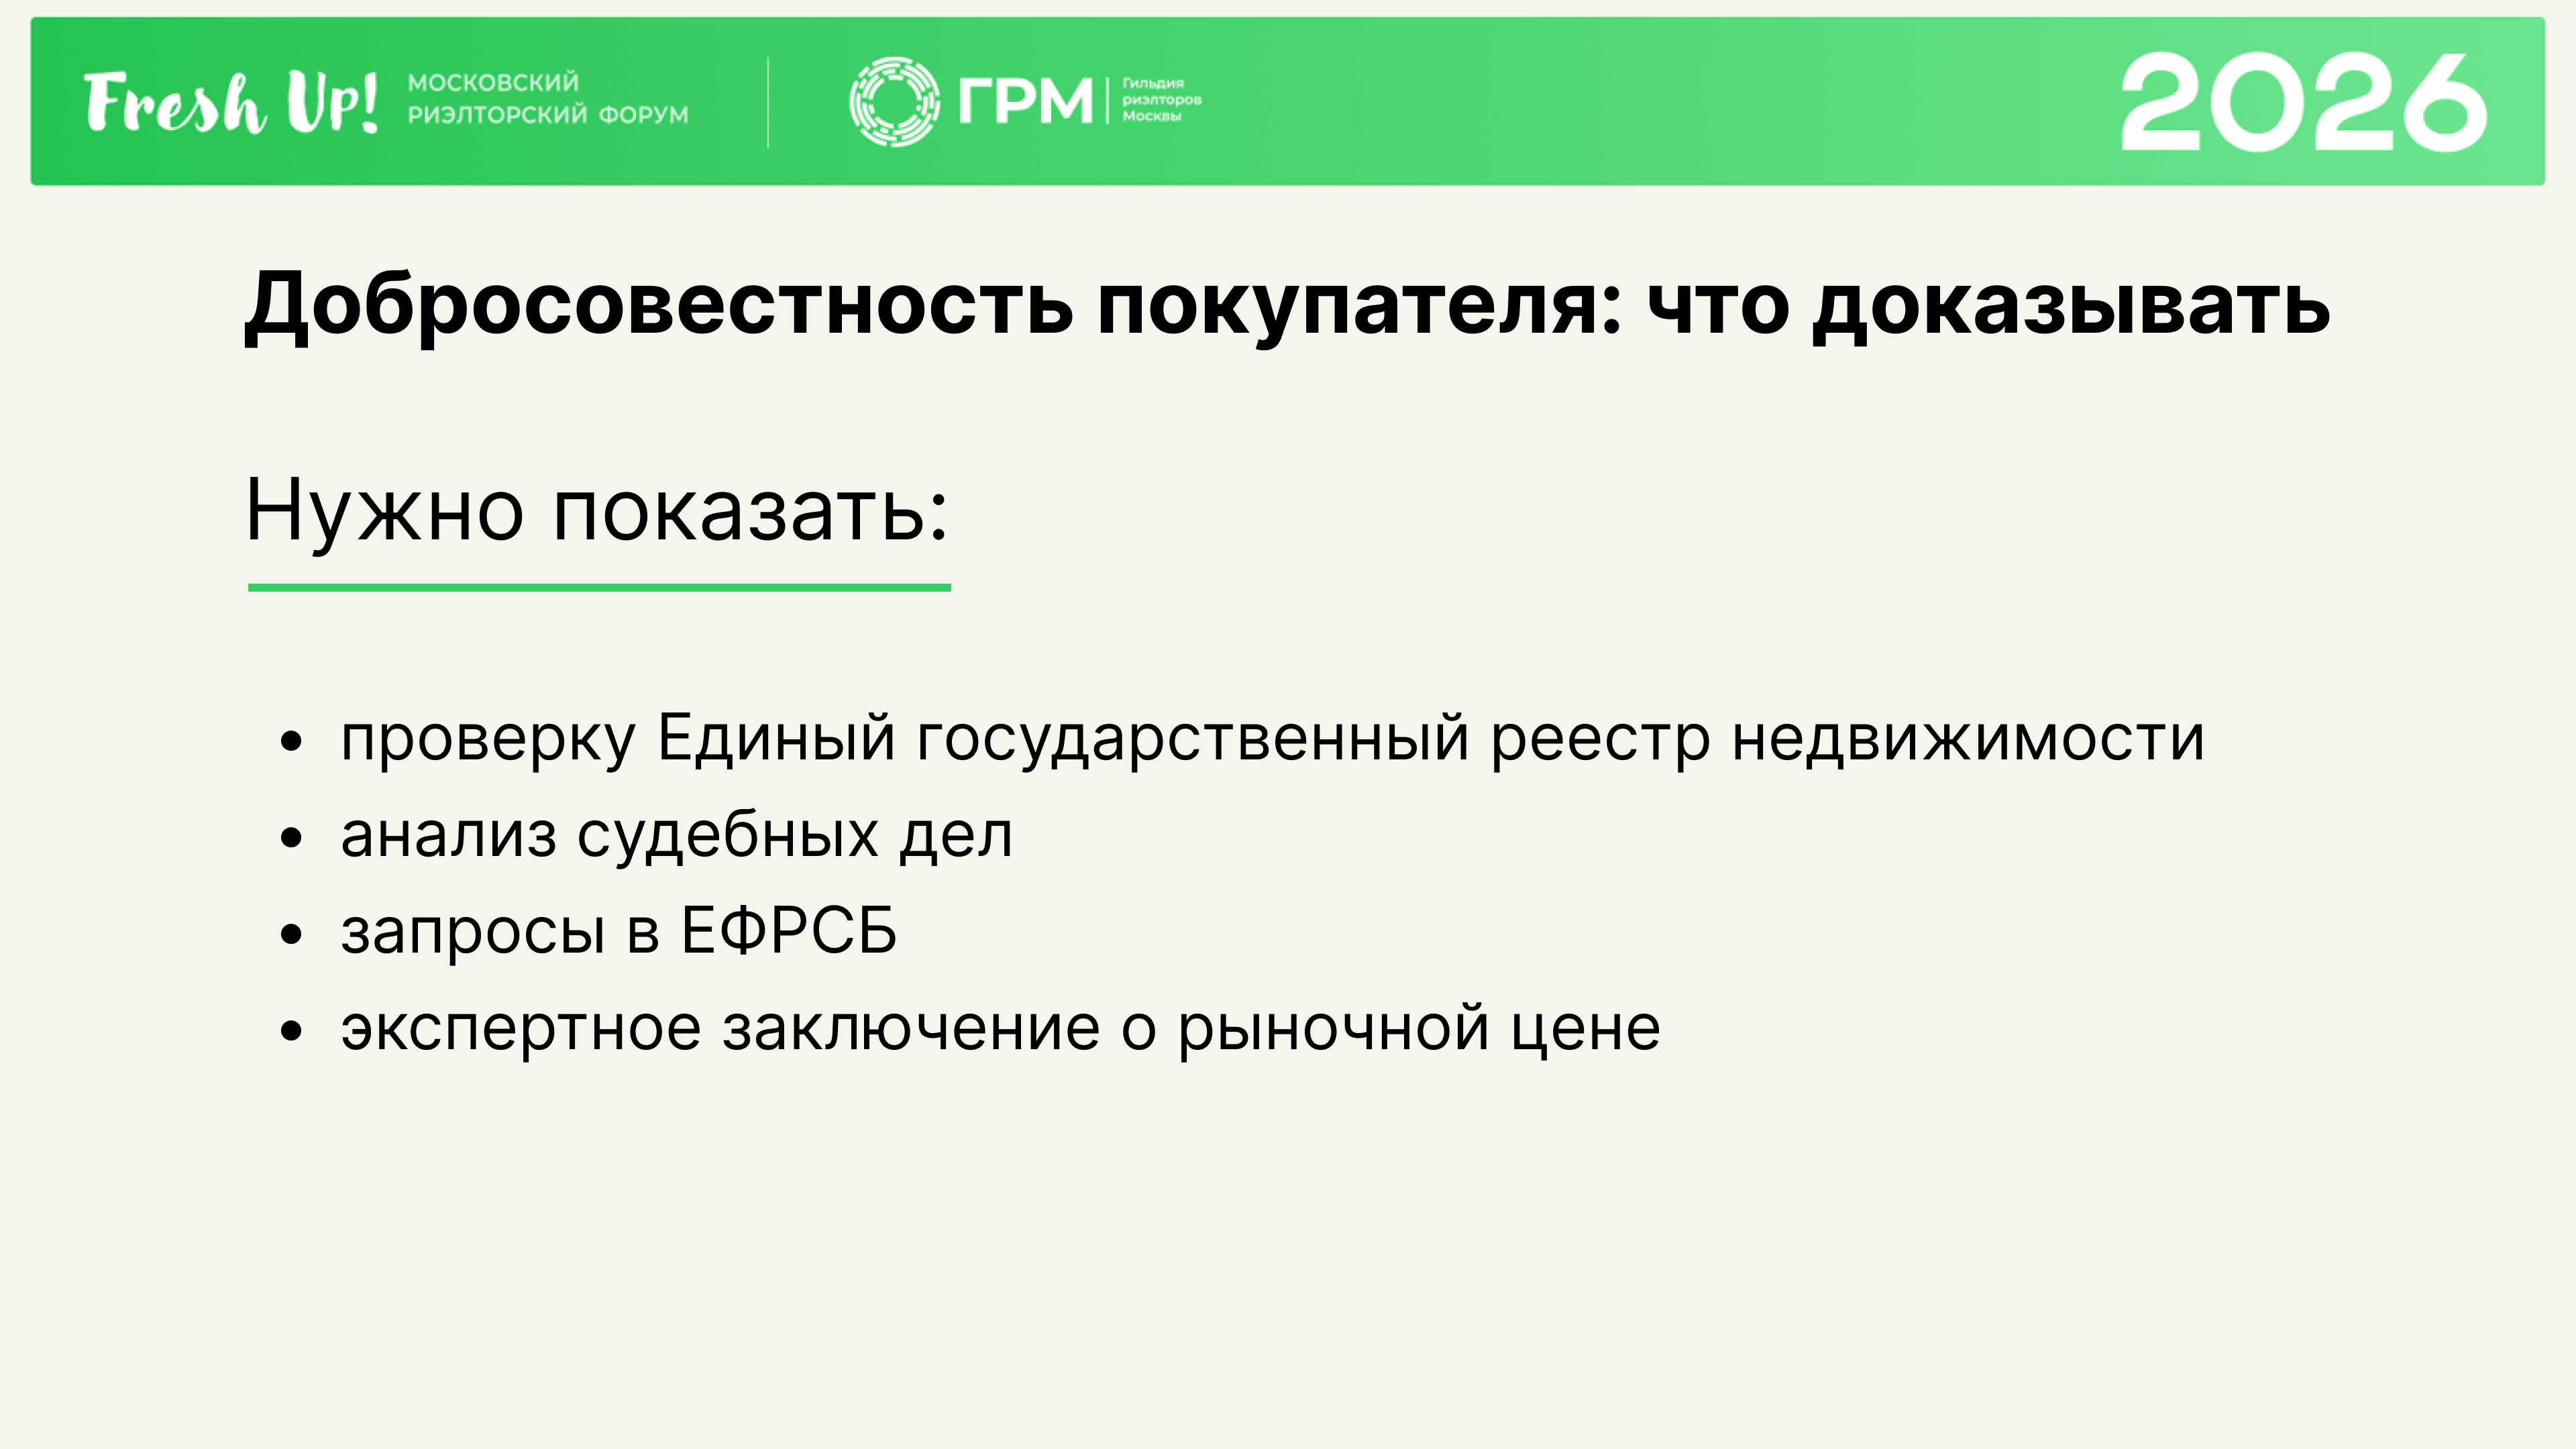 Fresh Up!
МОСКОВСКИЙ
РИЭЛТОРСКИЙ ФОРУМ
ГРМ
Гильдия
риэлторов
Москвы
2026
Добросовестность покупателя: что доказывать
Нужно показать:
• проверку Единый государственный реестр недвижимости
• анализ судебных дел
• запросы в ЕФРСБ
• экспертное заключение о рыночной цене